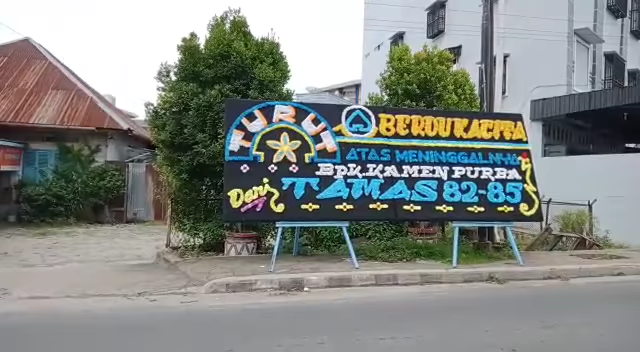 TURUT BERDUKACITA
ATAS MENINGGALNYA
BPK.KAMEN PURBA
Dari TAMAS 82-85